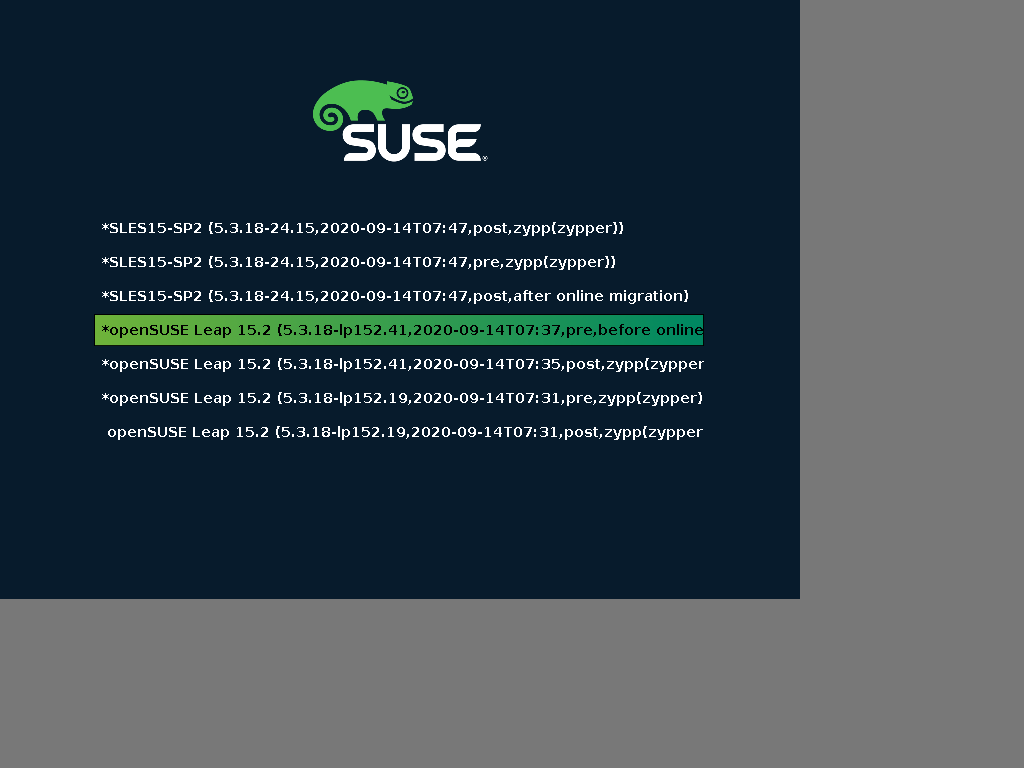 SUSE®
*SLES15-SP2 (5.3.18-24.15,2020-09-14T07:47,post,zypp(zypper))
*SLES15-SP2 (5.3.18-24.15,2020-09-14T07:47,pre,zypp(zypper))
*SLES15-SP2 (5.3.18-24.15,2020-09-14T07:47,post,after online migration)
*openSUSE Leap 15.2 (5.3.18-lp152.41,2020-09-14T07:37,pre,before online
*openSUSE Leap 15.2 (5.3.18-lp152.41,2020-09-14T07:35,post,zypp(zypper
*openSUSE Leap 15.2 (5.3.18-lp152.19,2020-09-14T07:31,pre,zypp(zypper)
openSUSE Leap 15.2 (5.3.18-lp152.19,2020-09-14T07:31,post,zypp(zypper